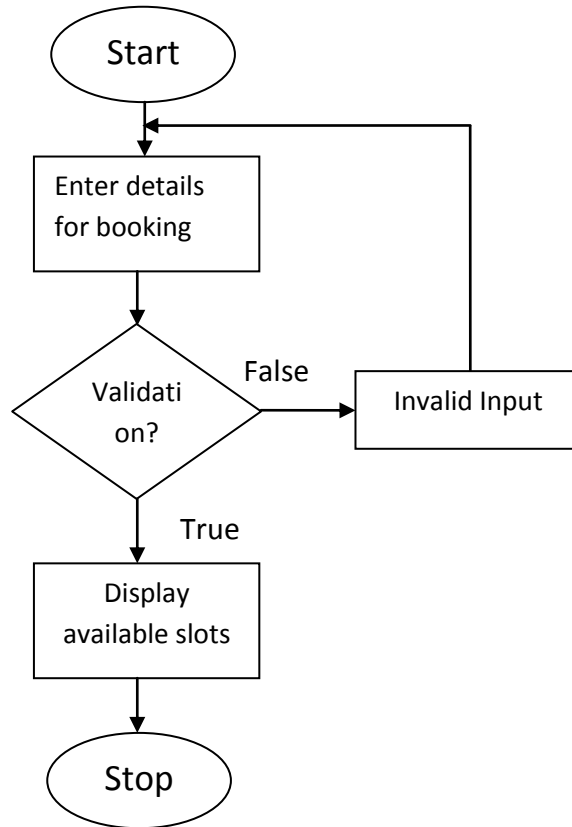 Start
Enter details
for booking
Validati
on?
False
Invalid Input
True
Display
available slots
Stop